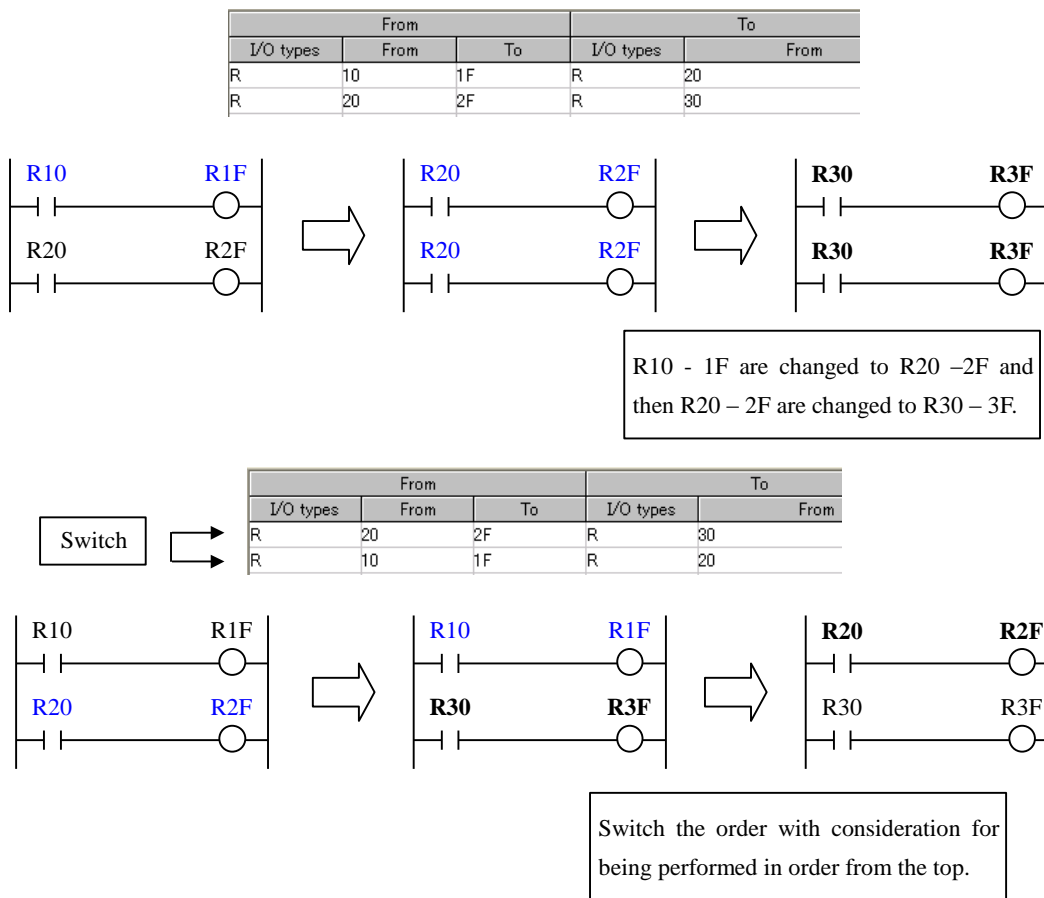 From To
I/O types From To I/O types From
R 10 1F R 20
R 20 2F R 30
R10 R1F R20 R2F R30 R3F
R20 R2F R20 R2F R30 R3F
R10 - 1F are changed to R20 –2F and
then R20 – 2F are changed to R30 – 3F.
From To
I/O types From To I/O types From
Switch
R 20 2F R 30
R 10 1F R 20
R10 R1F R10 R1F R20 R2F
R20 R2F R30 R3F R30 R3F
Switch the order with consideration for
being performed in order from the top.